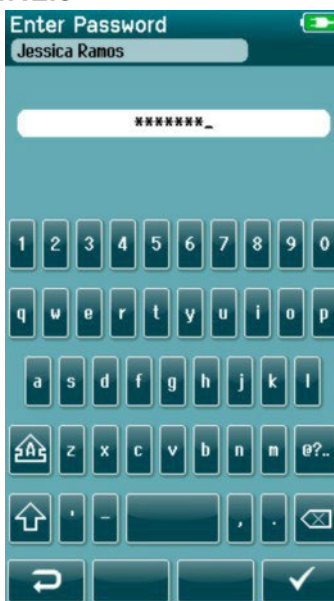 Enter Password
Jessica Ramos
*******_
1 2 3 4 5 6 7 8 9 0
q w e r t y u i o p
a s d f g h j k l
A z x c v b n m @?..
' - , .